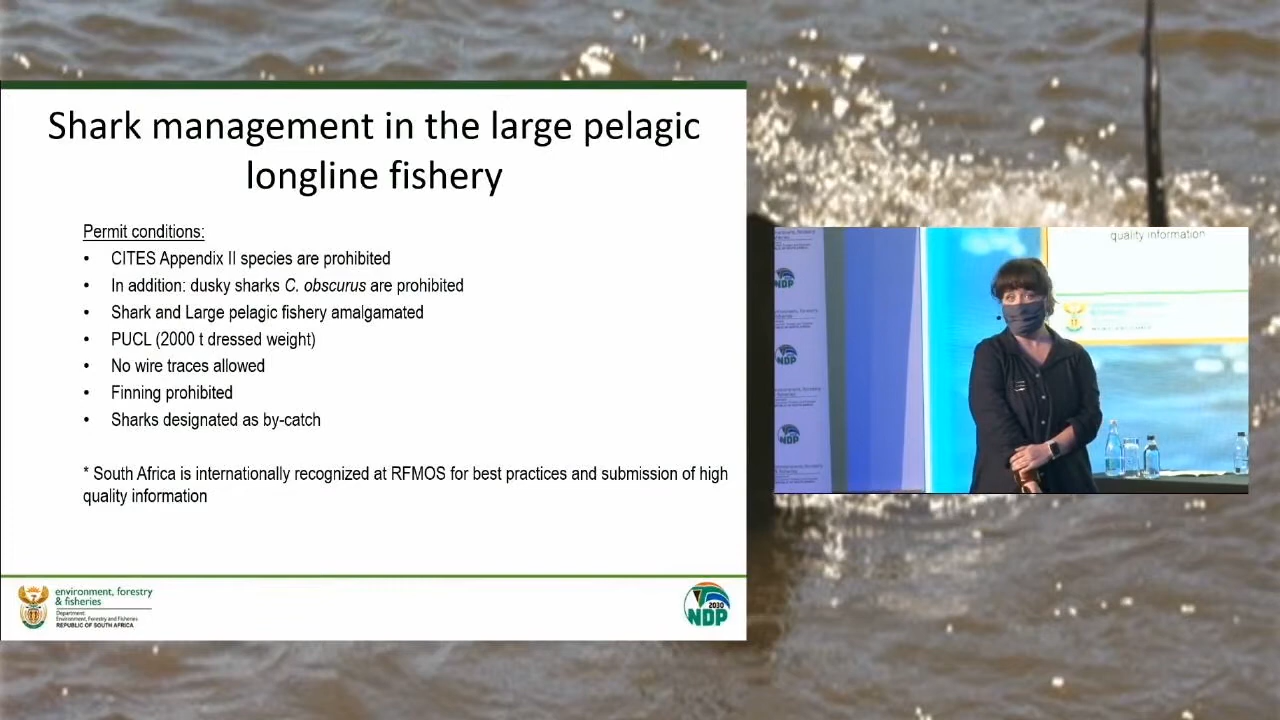 Shark management in the large pelagic
longline fishery
Permit conditions:
• CITES Appendix II species are prohibited
• In addition: dusky sharks C. obscurus are prohibited
• Shark and Large pelagic fishery amalgamated
• PUCL (2000 t dressed weight)
• No wire traces allowed
• Finning prohibited
• Sharks designated as by-catch
* South Africa is internationally recognized at RFMOS for best practices and submission of high
quality information
environment, forestry
& fisheries
Department:
Environment, Forestry and Fisheries
REPUBLIC OF SOUTH AFRICA
2030
NDP
quality information
NDP
NDP
NDP